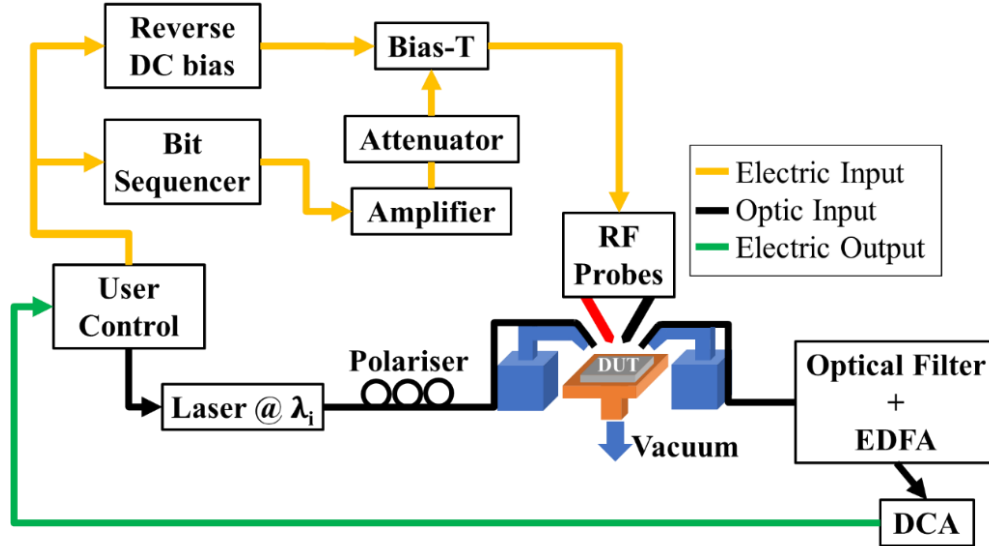 Reverse
DC bias
Bias-T
Bit
Sequencer
Attenuator
Amplifier
Electric Input
Optic Input
Electric Output
RF
Probes
User
Control
Polariser
Laser @ λi
DUT
Vacuum
Optical Filter
+
EDFA
DCA